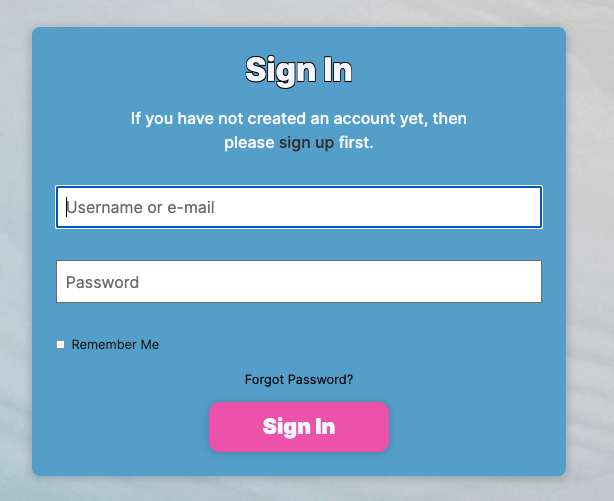 Sign In
If you have not created an account yet, then
please sign up first.
Username or e-mail
Password
Remember Me
Forgot Password?
Sign In